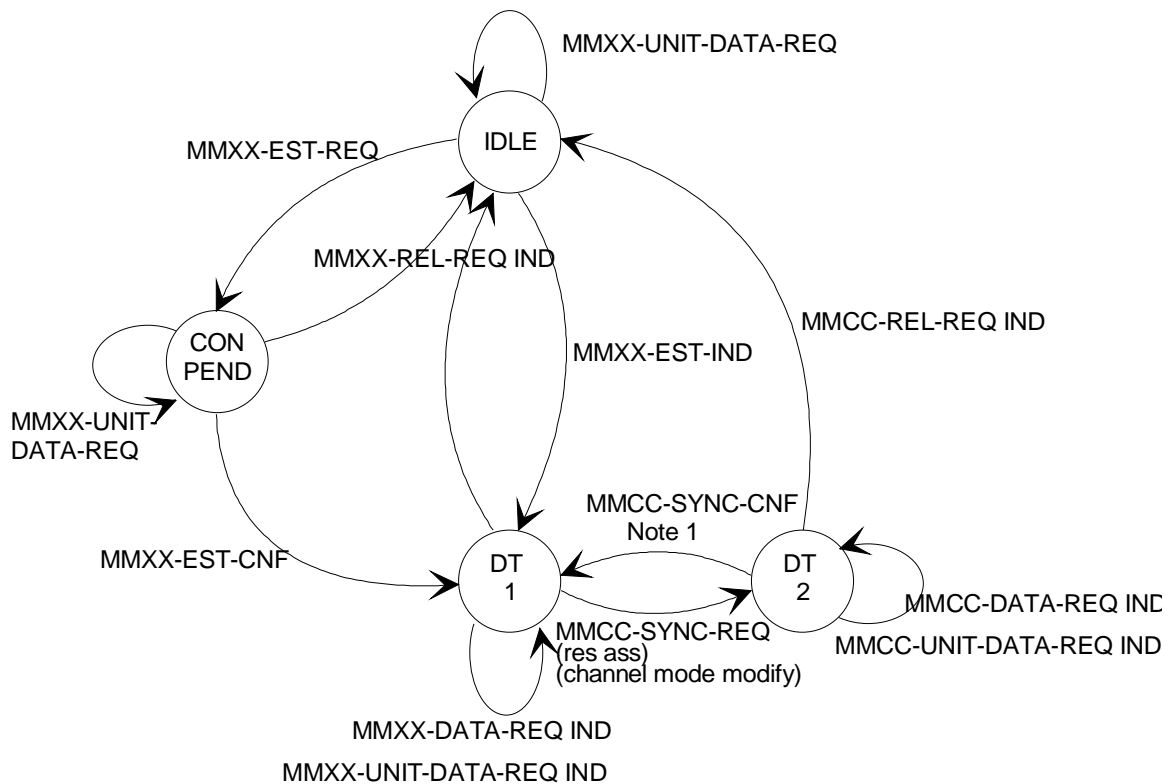 MMXX-UNIT-DATA-REQ
IDLE
MMXX-EST-REQ
MMXX-REL-REQ IND
MMCC-REL-REQ IND
CON
PEND
MMXX-EST-IND
MMXX-UNIT-
DATA-REQ
MMCC-SYNC-CNF
Note 1
MMXX-EST-CNF
DT
1
DT
2
MMCC-DATA-REQ IND
MMCC-SYNC-REQ
(res ass)
(channel mode modify)
MMCC-UNIT-DATA-REQ IND
MMXX-DATA-REQ IND
MMXX-UNIT-DATA-REQ IND